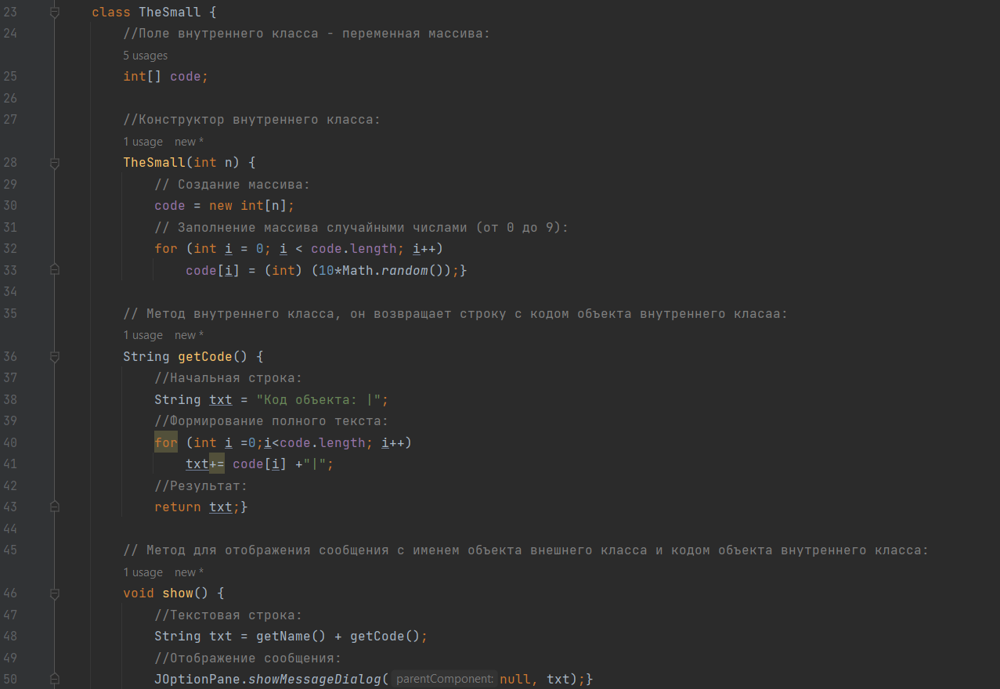 23 class TheSmall {
24 //Поле внутреннего класса - переменная массива:
5 usages
25 int[] code;
26
27 //Конструктор внутреннего класса:
1 usage new *
28 TheSmall(int n) {
29 // Создание массива:
30 code = new int[n];
31 // Заполнение массива случайными числами (от 0 до 9):
32 for (int i = 0; i < code.length; i++)
33 code[i] = (int) (10*Math.random());}
34
35 // Метод внутреннего класса, он возвращает строку с кодом объекта внутреннего класаа:
1 usage new *
36 String getCode() {
37 //Начальная строка:
38 String txt = "Код объекта: |";
39 //Формирование полного текста:
40 for (int i =0;i<code.length; i++)
41 txt+= code[i] +"|";
42 //Результат:
43 return txt;}
44
45 // Метод для отображения сообщения с именем объекта внешнего класса и кодом объекта внутреннего класса:
1 usage new *
46 void show() {
47 //Текстовая строка:
48 String txt = getName() + getCode();
49 //Отображение сообщения:
50 JOptionPane.showMessageDialog( parentComponent: null, txt);}